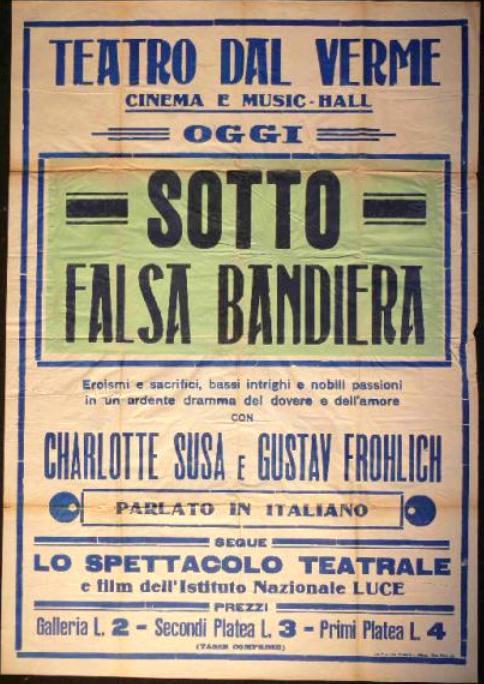 TEATRO DAL VERME
CINEMA E MUSIC-HALL
OGGI
SOTTO
FALSA BANDIERA
Eroismi e sacrifici, bassi intrighi e nobili passioni
in un ardente dramma del dovere e dell'amore
CON
CHARLOTTE SUSA E GUSTAV FROHLICH
PARLATO IN ITALIANO
SEGUE
LO SPETTACOLO TEATRALE
e film dell'Istituto Nazionale LUCE
PREZZI
Galleria L. 2 - Secondi Platea L. 3 - Primi Platea L. 4
(TASSE COMPRESE)